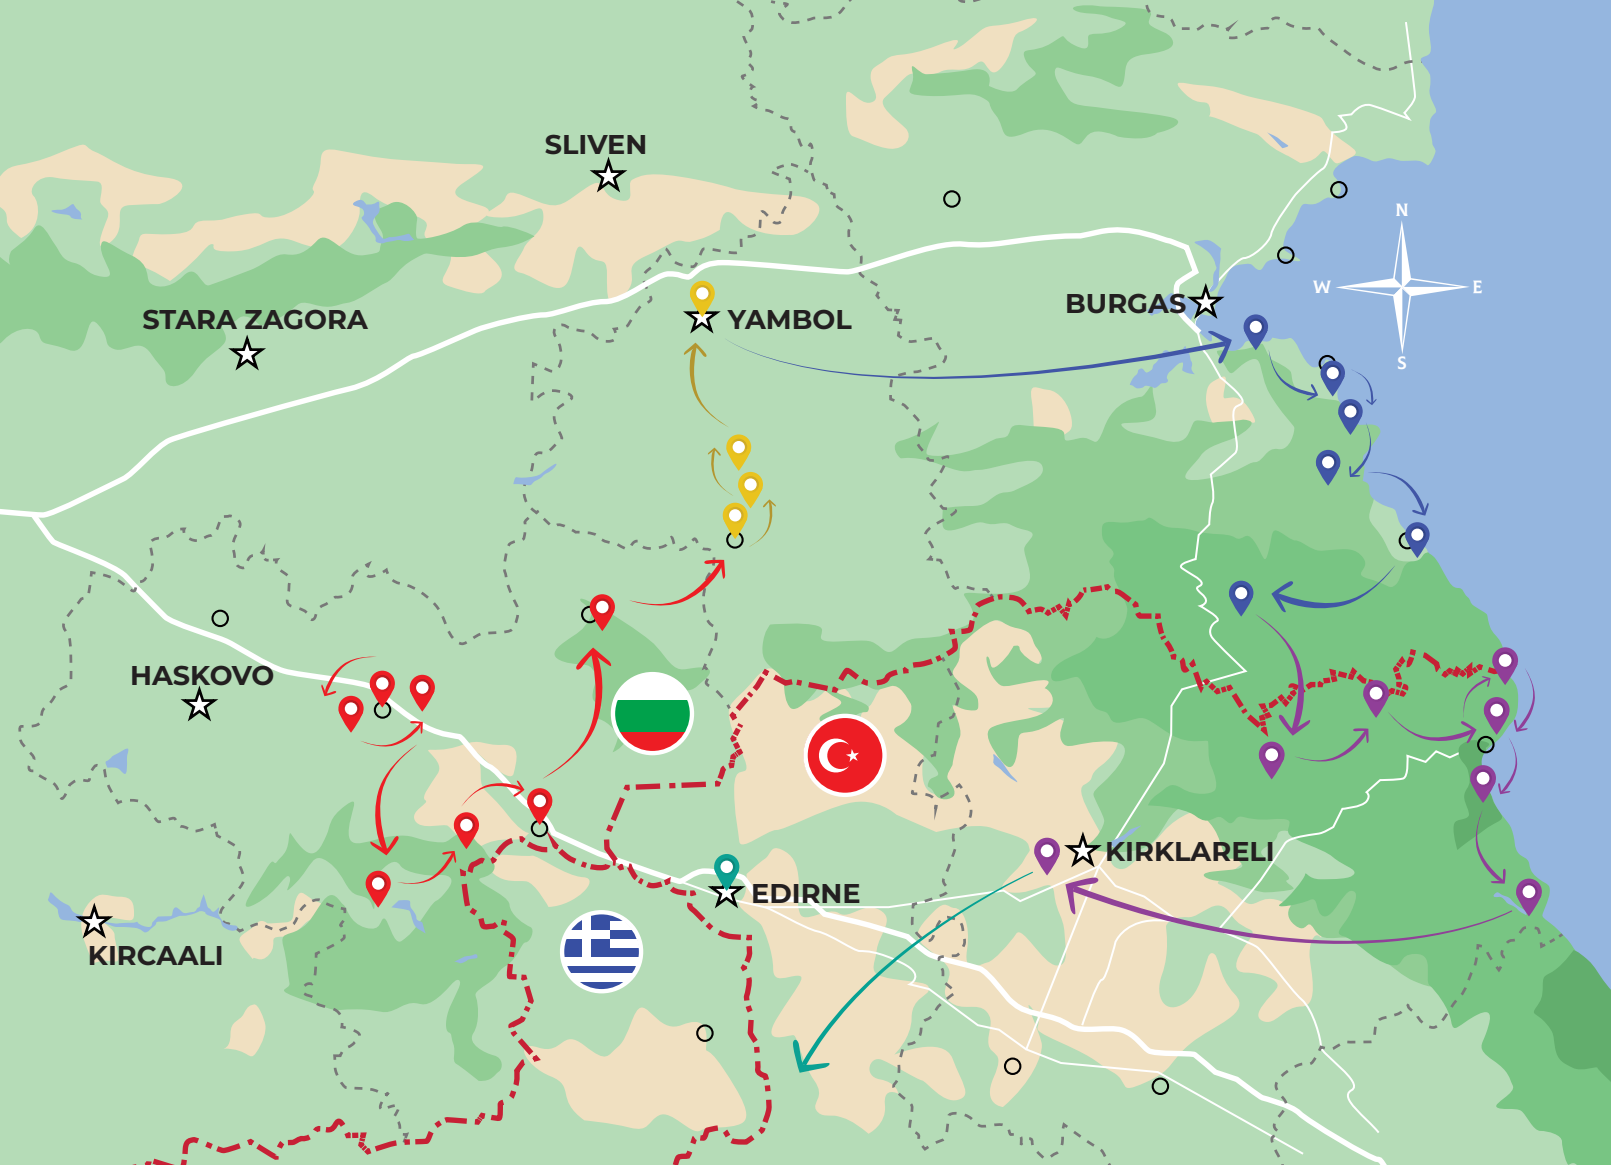 SLIVEN
N
W
E
S
BURGAS
STARA ZAGORA
YAMBOL
HASKOVO
KIRKLARELI
EDIRNE
KIRCAALI